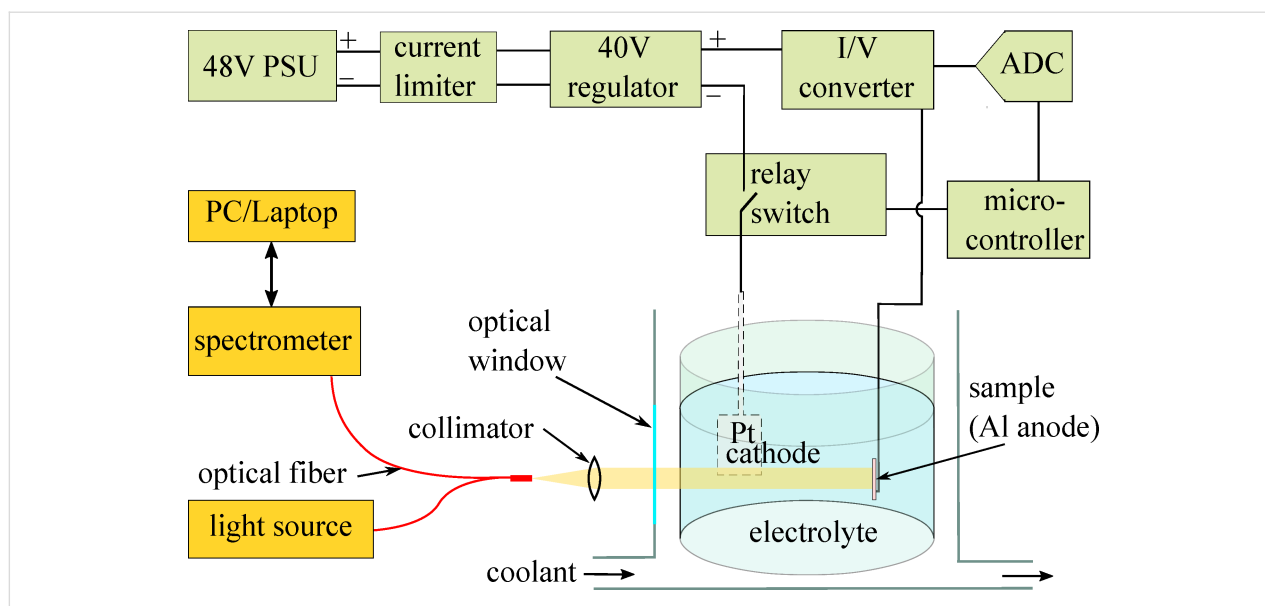 48V PSU
+
−
current
limiter
40V
regulator
+
−
I/V
converter
ADC
relay
switch
micro-
controller
PC/Laptop
spectrometer
optical
window
collimator
optical fiber
light source
Pt
cathode
sample
(Al anode)
electrolyte
coolant